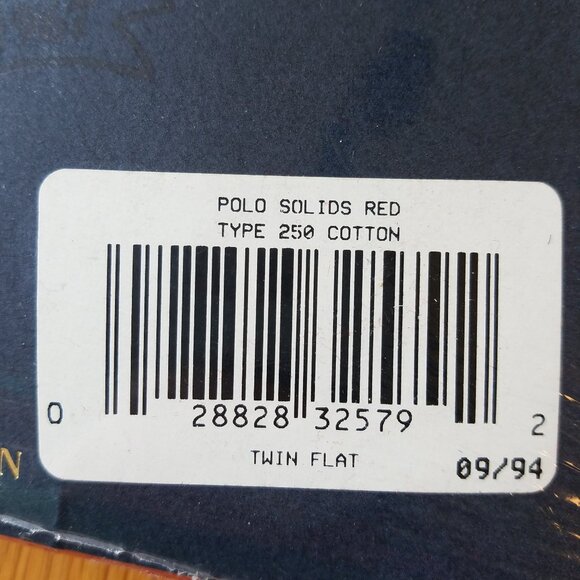 POLO SOLIDS RED
TYPE 250 COTTON
0 28828 32579 2
TWIN FLAT
09/94
N